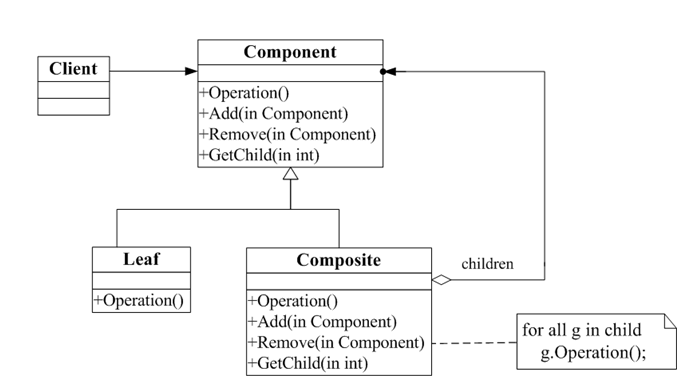 Component
Client
+Operation()
+Add(in Component)
+Remove(in Component)
+GetChild(in int)
Leaf
+Operation()
Composite
+Operation()
+Add(in Component)
+Remove(in Component)
+GetChild(in int)
children
for all g in child
g.Operation();